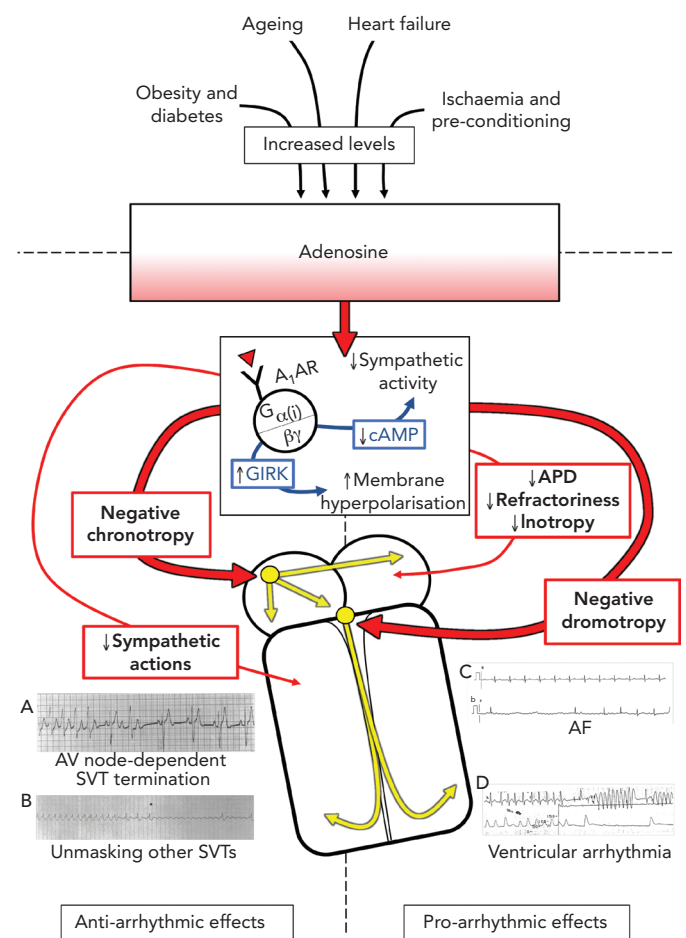 Ageing
Heart failure
Obesity and
diabetes
Ischaemia and
pre-conditioning
Increased levels
Adenosine
A₁AR
↓Sympathetic
activity
Gα(i)
βγ
↓cAMP
↑GIRK
↑Membrane
hyperpolarisation
Negative
chronotropy
↓APD
↓Refractoriness
↓Inotropy
Negative
dromotropy
↓Sympathetic
actions
A
AV node-dependent
SVT termination
B
Unmasking other SVTs
C
b
AF
D
Ventricular arrhythmia
Anti-arrhythmic effects
Pro-arrhythmic effects